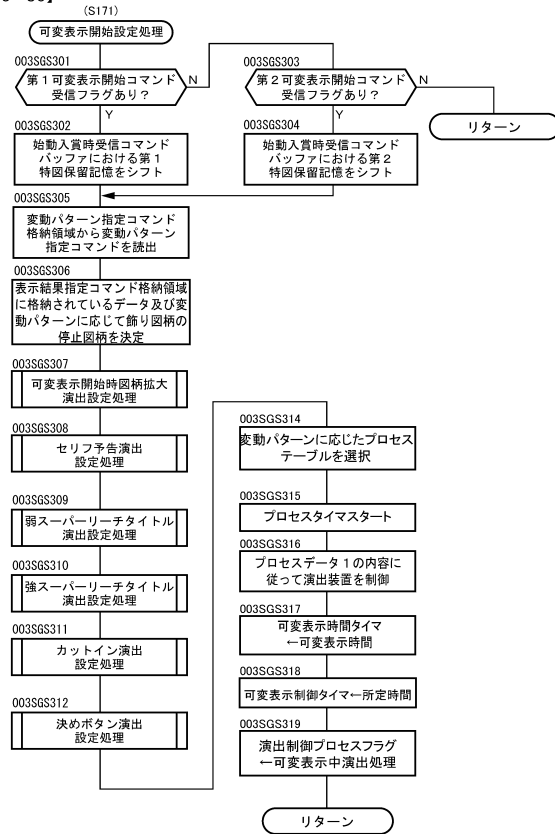 (S171)
可変表示開始設定処理
003SGS301
第1可変表示開始コマンド
受信フラグあり？
N
Y
003SGS303
第2可変表示開始コマンド
受信フラグあり？
N
Y
リターン
003SGS302
始動入賞時受信コマンド
バッファにおける第1
特図保留記憶をシフト
003SGS304
始動入賞時受信コマンド
バッファにおける第2
特図保留記憶をシフト
003SGS305
変動パターン指定コマンド
格納領域から変動パターン
指定コマンドを読出
003SGS306
表示結果指定コマンド格納領域
に格納されているデータ及び変
動パターンに応じて飾り図柄の
停止図柄を決定
003SGS307
可変表示開始時図柄拡大
演出設定処理
003SGS308
セリフ予告演出
設定処理
003SGS309
弱スーパーリーチタイトル
演出設定処理
003SGS310
強スーパーリーチタイトル
演出設定処理
003SGS311
カットイン演出
設定処理
003SGS312
決めボタン演出
設定処理
003SGS314
変動パターンに応じたプロセス
テーブルを選択
003SGS315
プロセスタイマスタート
003SGS316
プロセスデータ1の内容に
従って演出装置を制御
003SGS317
可変表示時間タイマ
←可変表示時間
003SGS318
可変表示制御タイマ←所定時間
003SGS319
演出制御プロセスフラグ
←可変表示中演出処理
リターン